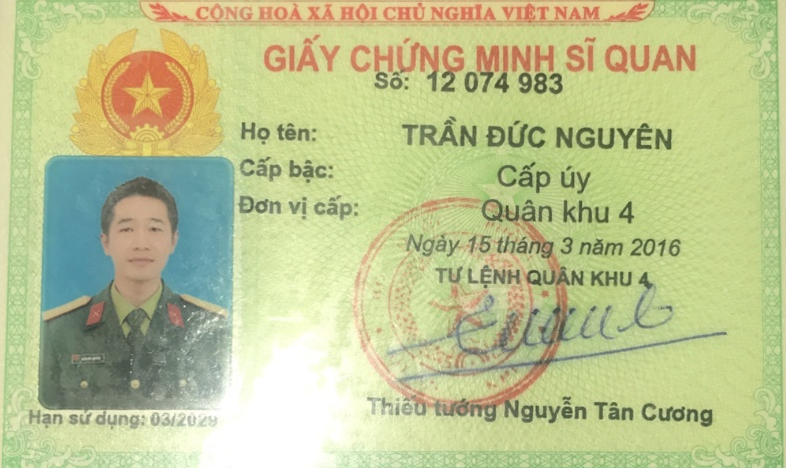 CỘNG HOÀ XÃ HỘI CHỦ NGHĨA VIỆT NAM
GIẤY CHỨNG MINH SĨ QUAN
Số: 12 074 983
Họ tên: TRẦN ĐỨC NGUYÊN
Cấp bậc: Cấp úy
Đơn vị cấp: Quân khu 4
Ngày 15 tháng 3 năm 2016
TƯ LỆNH QUÂN KHU 4
Thiếu tướng Nguyễn Tân Cương
Hạn sử dụng: 03/2029